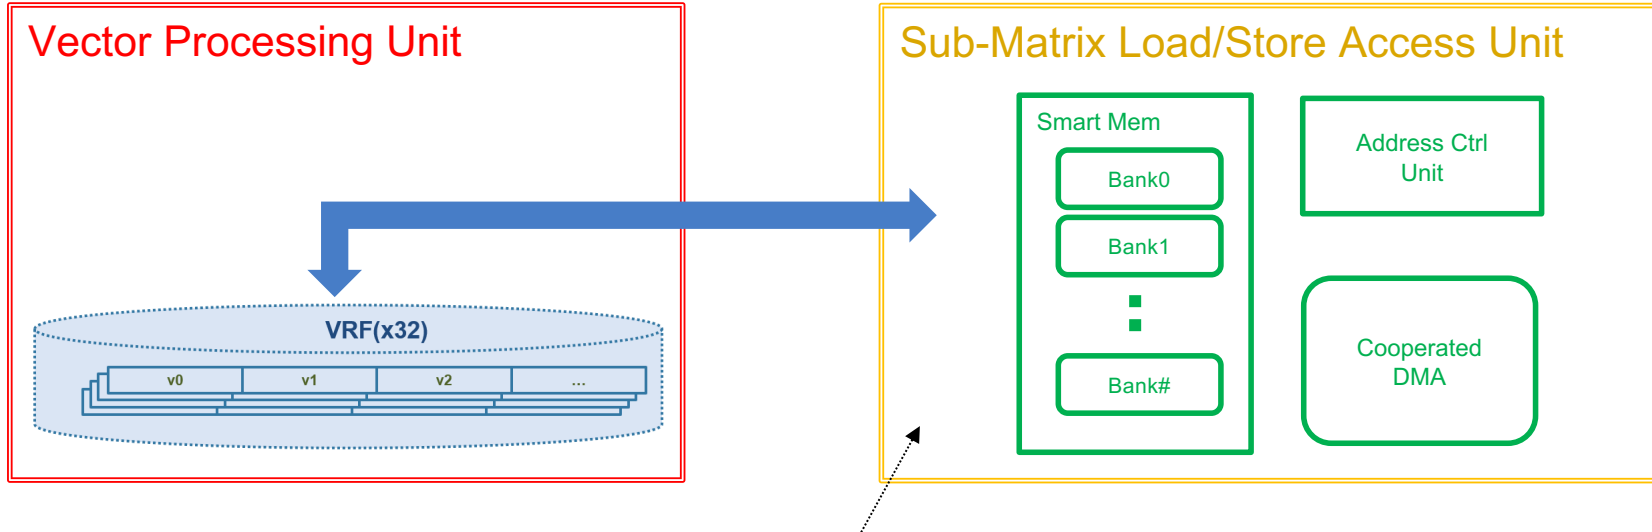 Vector Processing Unit
Sub-Matrix Load/Store Access Unit
Smart Mem
Bank0
Bank1
Bank#
Address Ctrl
Unit
Cooperated
DMA
VRF(x32)
v0 v1 v2 ...